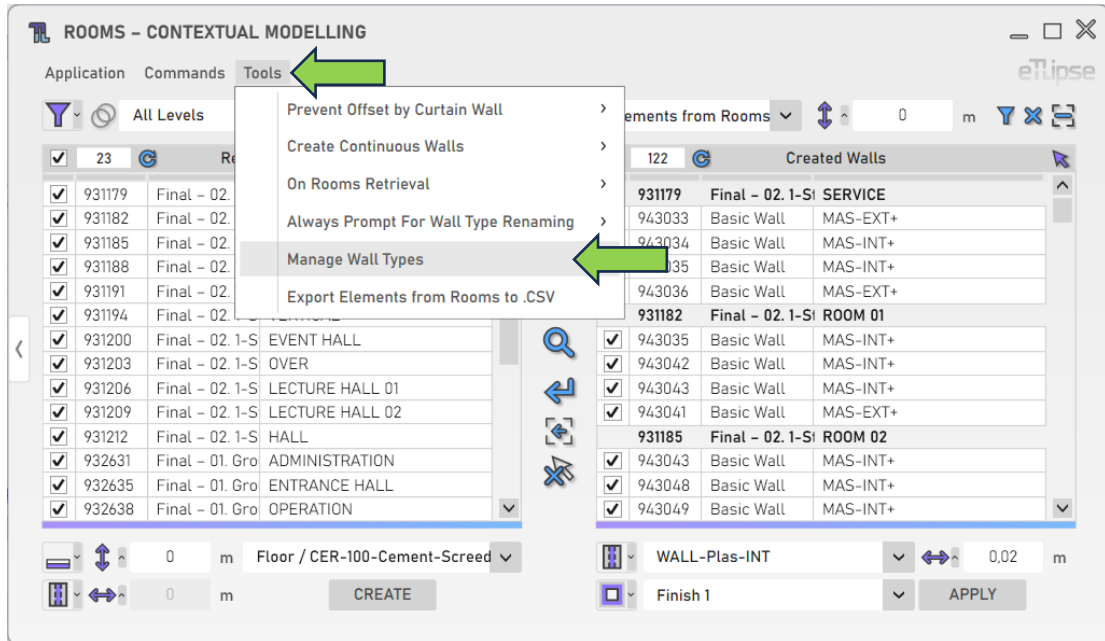 ROOMS – CONTEXTUAL MODELLING
Application Commands Tools
eTLipse
All Levels
ements from Rooms 0 m
Prevent Offset by Curtain Wall
Create Continuous Walls
On Rooms Retrieval
Always Prompt For Wall Type Renaming
Manage Wall Types
Export Elements from Rooms to .CSV
23 Re
931179 Final – 02.
931182 Final – 02.
931185 Final – 02.
931188 Final – 02.
931191 Final – 02.
931194 Final – 02.
931200 Final – 02. 1-S EVENT HALL
931203 Final – 02. 1-S OVER
931206 Final – 02. 1-S LECTURE HALL 01
931209 Final – 02. 1-S LECTURE HALL 02
931212 Final – 02. 1-S HALL
932631 Final – 01. Gro ADMINISTRATION
932635 Final – 01. Gro ENTRANCE HALL
932638 Final – 01. Gro OPERATION
122 Created Walls
931179 Final – 02. 1-St SERVICE
943033 Basic Wall MAS-EXT+
943034 Basic Wall MAS-INT+
035 Basic Wall MAS-INT+
943036 Basic Wall MAS-EXT+
931182 Final – 02. 1-St ROOM 01
943035 Basic Wall MAS-INT+
943042 Basic Wall MAS-INT+
943043 Basic Wall MAS-INT+
943041 Basic Wall MAS-EXT+
931185 Final – 02. 1-St ROOM 02
943043 Basic Wall MAS-INT+
943048 Basic Wall MAS-INT+
943049 Basic Wall MAS-INT+
0 m Floor / CER-100-Cement-Screed
0 m CREATE
WALL-Plas-INT 0,02 m
Finish 1 APPLY